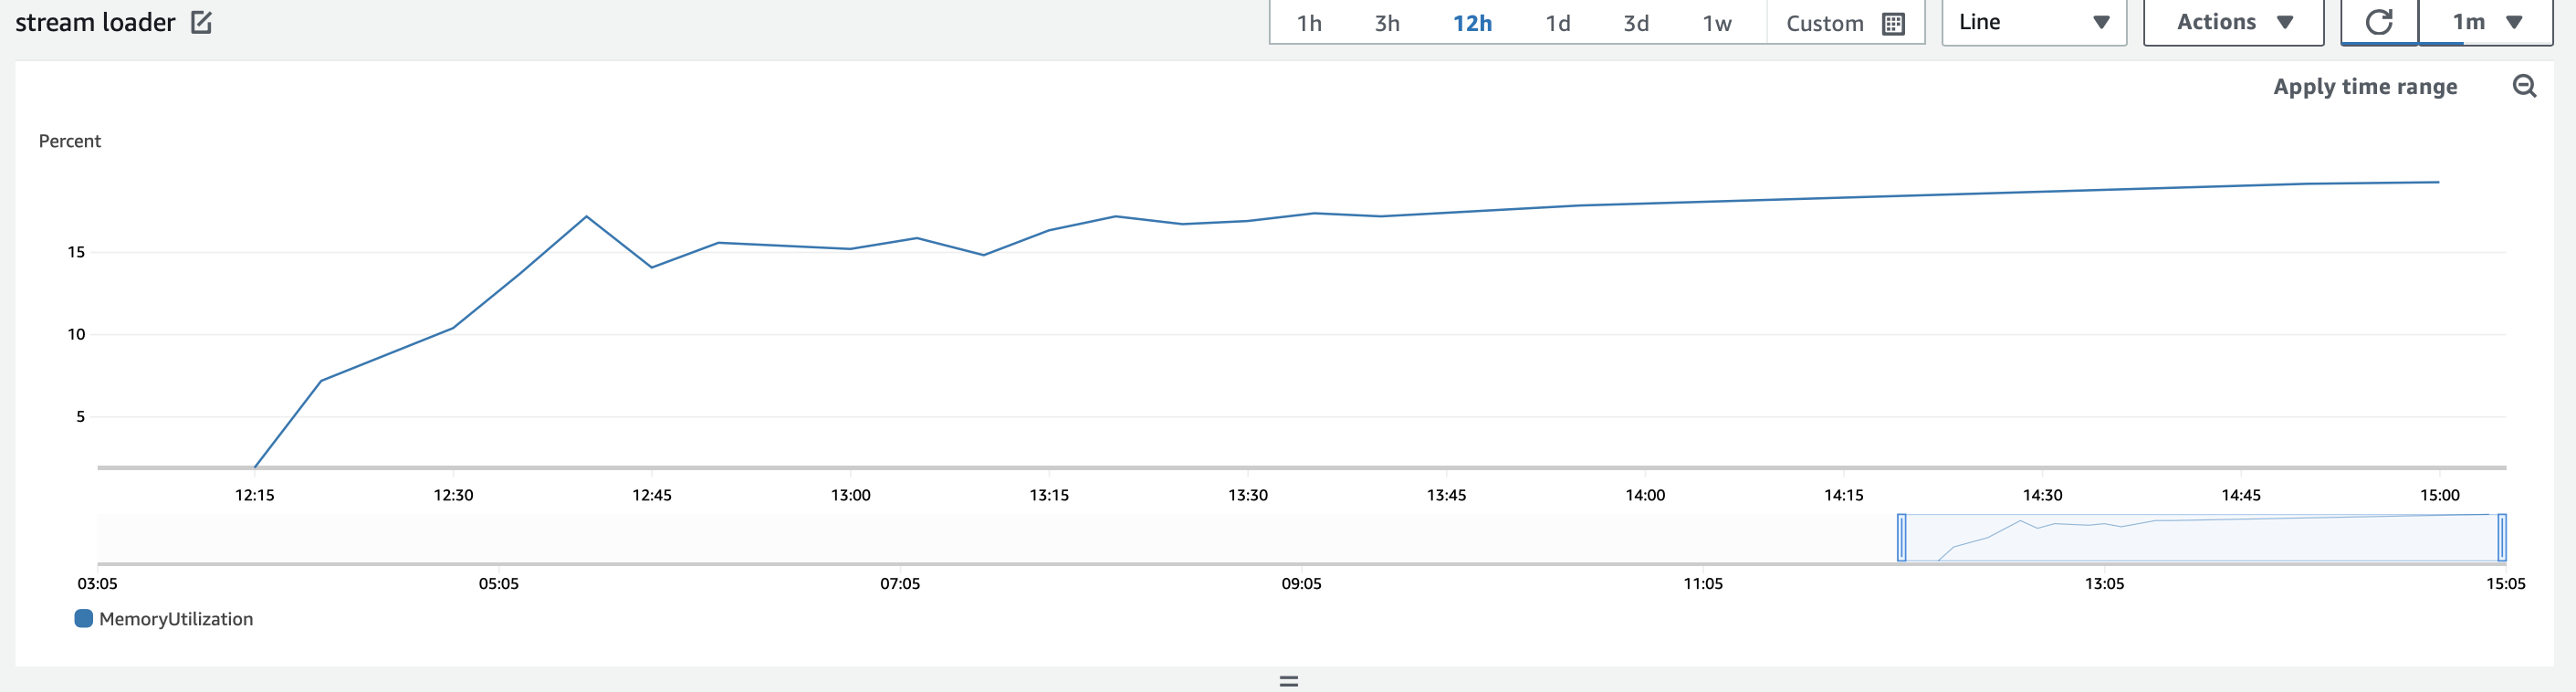 stream loader 1h 3h 12h 1d 3d 1w Custom Line Actions 1m
Apply time range
Percent
15
10
5
12:15 12:30 12:45 13:00 13:15 13:30 13:45 14:00 14:15 14:30 14:45 15:00
03:05 05:05 07:05 09:05 11:05 13:05 15:05
MemoryUtilization